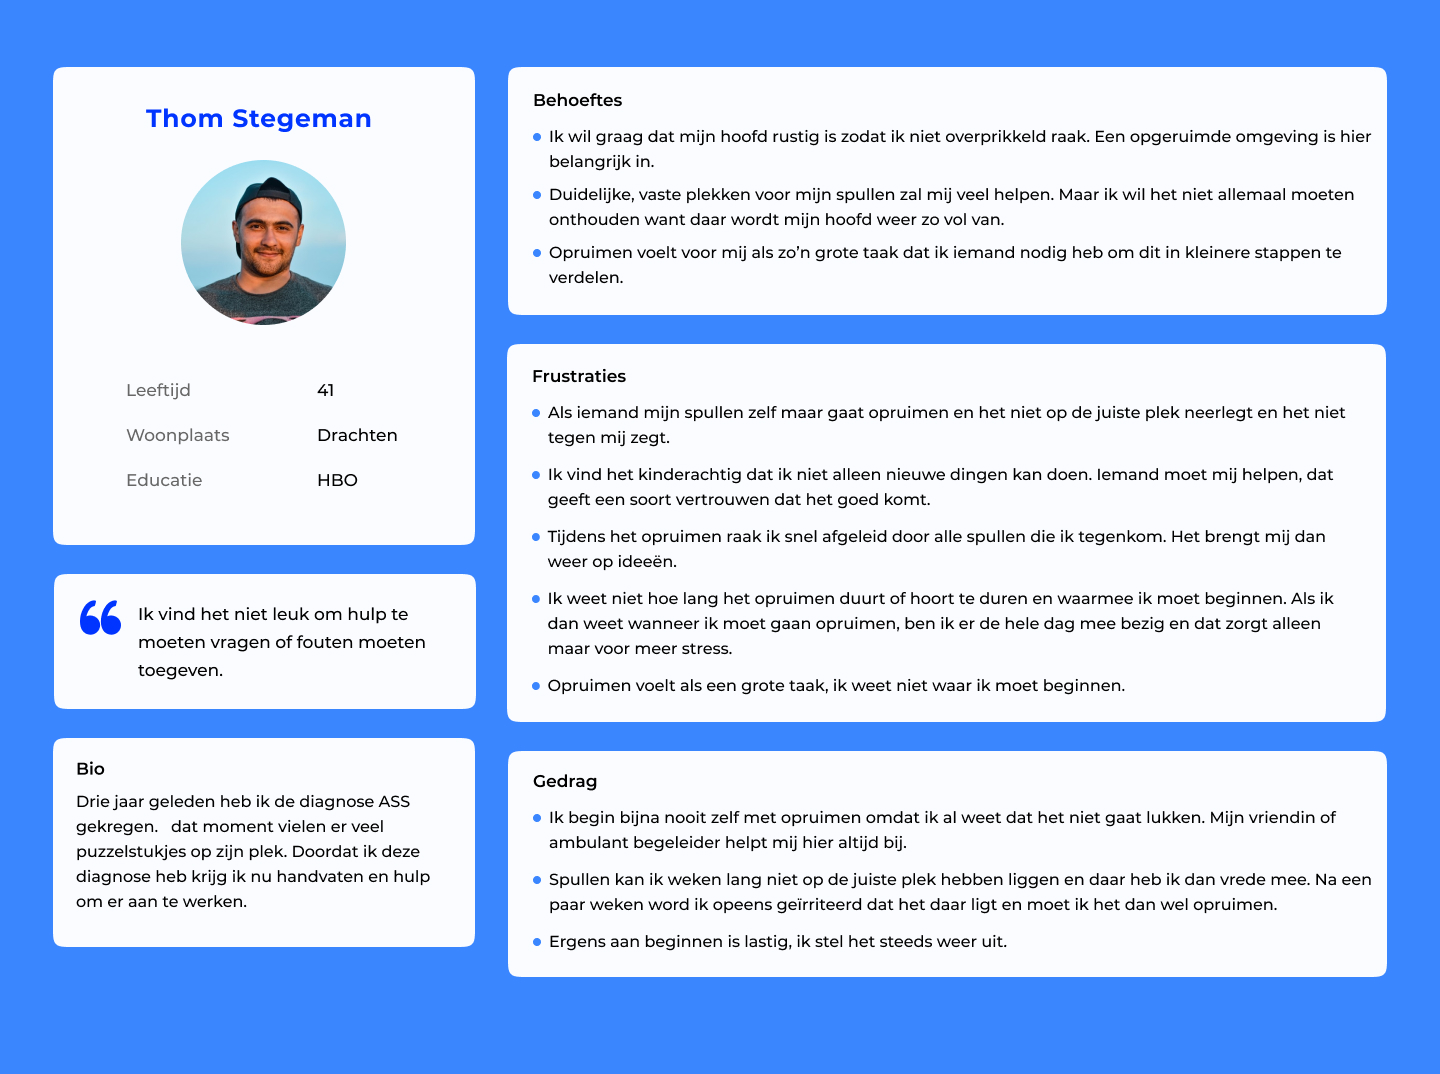 Thom Stegeman
Leeftijd 41
Woonplaats Drachten
Educatie HBO
Ik vind het niet leuk om hulp te
moeten vragen of fouten moeten
toegeven.
Bio
Drie jaar geleden heb ik de diagnose ASS
gekregen.   dat moment vielen er veel
puzzelstukjes op zijn plek. Doordat ik deze
diagnose heb krijg ik nu handvaten en hulp
om er aan te werken.
Behoeftes
Ik wil graag dat mijn hoofd rustig is zodat ik niet overprikkeld raak. Een opgeruimde omgeving is hier
belangrijk in.
Duidelijke, vaste plekken voor mijn spullen zal mij veel helpen. Maar ik wil het niet allemaal moeten
onthouden want daar wordt mijn hoofd weer zo vol van.
Opruimen voelt voor mij als zo’n grote taak dat ik iemand nodig heb om dit in kleinere stappen te
verdelen.
Frustraties
Als iemand mijn spullen zelf maar gaat opruimen en het niet op de juiste plek neerlegt en het niet
tegen mij zegt.
Ik vind het kinderachtig dat ik niet alleen nieuwe dingen kan doen. Iemand moet mij helpen, dat
geeft een soort vertrouwen dat het goed komt.
Tijdens het opruimen raak ik snel afgeleid door alle spullen die ik tegenkom. Het brengt mij dan
weer op ideeën.
Ik weet niet hoe lang het opruimen duurt of hoort te duren en waarmee ik moet beginnen. Als ik
dan weet wanneer ik moet gaan opruimen, ben ik er de hele dag mee bezig en dat zorgt alleen
maar voor meer stress.
Opruimen voelt als een grote taak, ik weet niet waar ik moet beginnen.
Gedrag
Ik begin bijna nooit zelf met opruimen omdat ik al weet dat het niet gaat lukken. Mijn vriendin of
ambulant begeleider helpt mij hier altijd bij.
Spullen kan ik weken lang niet op de juiste plek hebben liggen en daar heb ik dan vrede mee. Na een
paar weken word ik opeens geïrriteerd dat het daar ligt en moet ik het dan wel opruimen.
Ergens aan beginnen is lastig, ik stel het steeds weer uit.